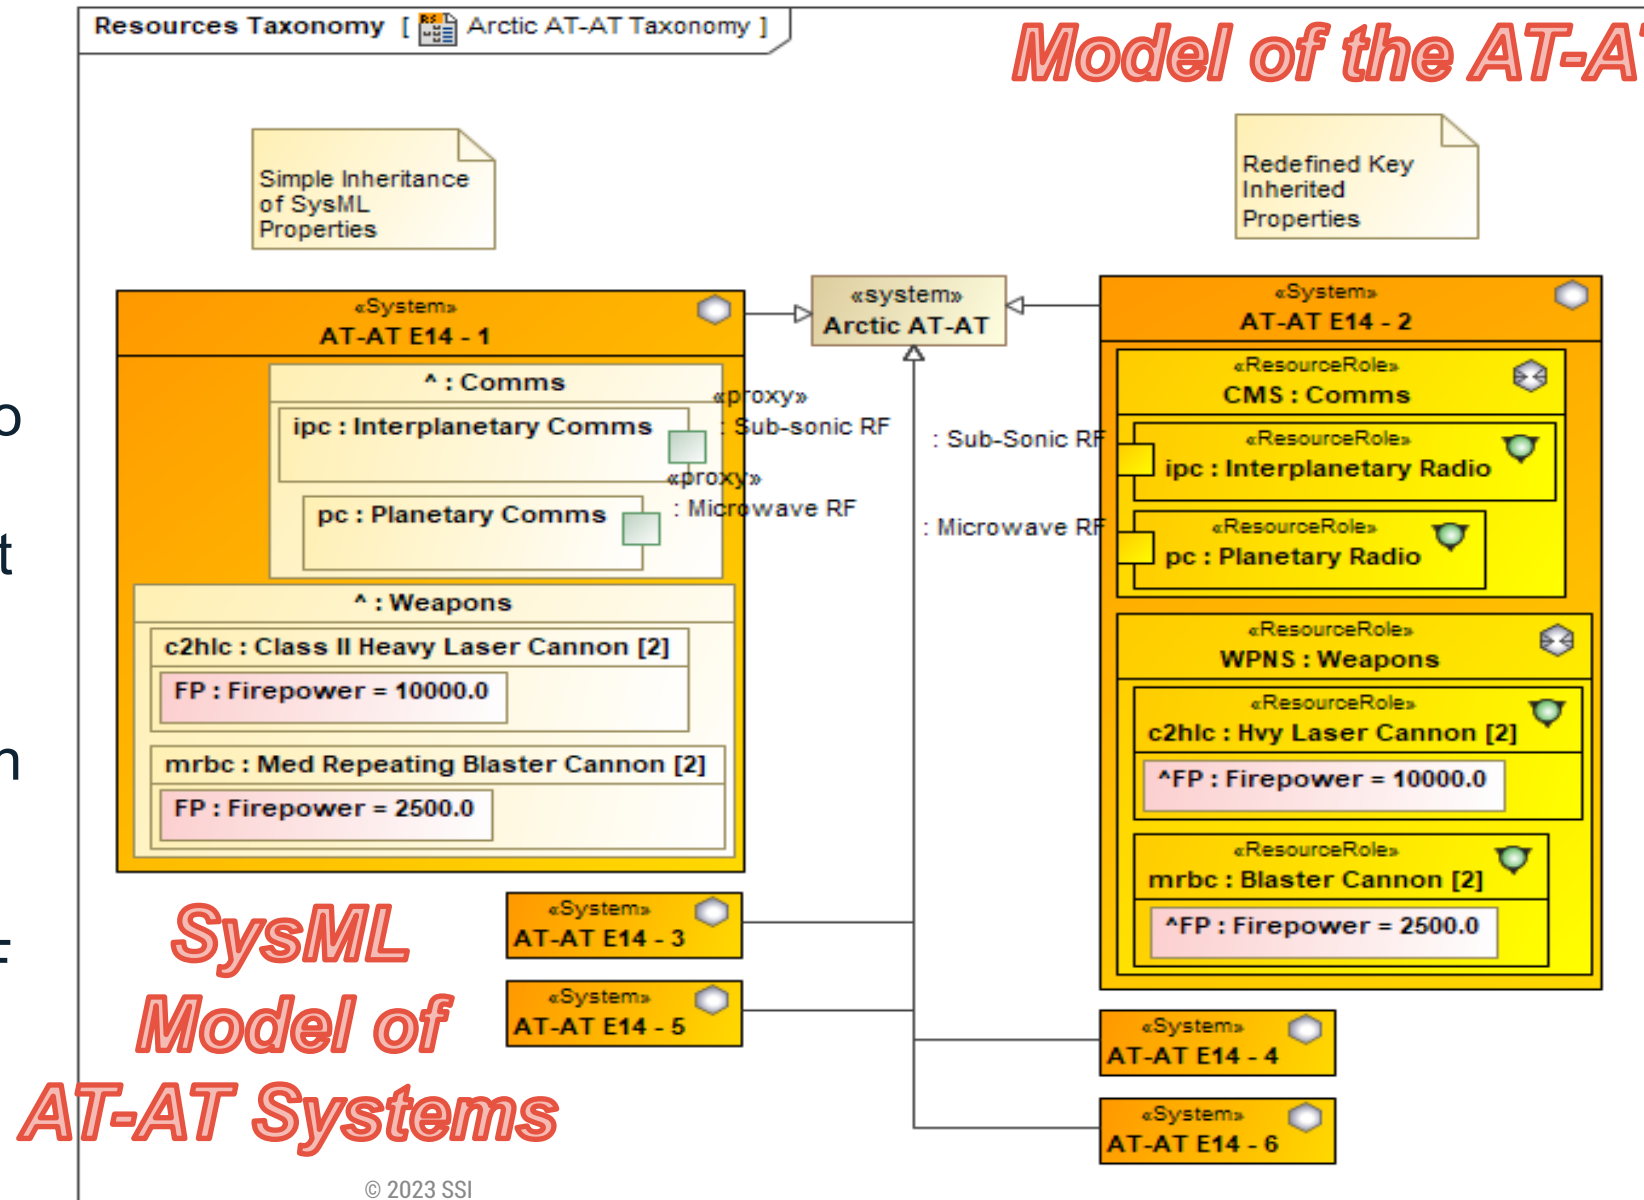 Resources Taxonomy [ Arctic AT-AT Taxonomy ]
Model of the AT-AT
Simple Inheritance
of SysML
Properties
Redefined Key
Inherited
Properties
«System»
AT-AT E14 - 1
^ : Comms
ipc : Interplanetary Comms
«proxy»
: Sub-sonic RF
pc : Planetary Comms
«proxy»
: Microwave RF
^ : Weapons
c2hlc : Class II Heavy Laser Cannon [2]
FP : Firepower = 10000.0
mrbc : Med Repeating Blaster Cannon [2]
FP : Firepower = 2500.0
«system»
Arctic AT-AT
«System»
AT-AT E14 - 2
«ResourceRole»
CMS : Comms
: Sub-Sonic RF
«ResourceRole»
ipc : Interplanetary Radio
: Microwave RF
«ResourceRole»
pc : Planetary Radio
«ResourceRole»
WPNS : Weapons
«ResourceRole»
c2hlc : Hvy Laser Cannon [2]
^FP : Firepower = 10000.0
«ResourceRole»
mrbc : Blaster Cannon [2]
^FP : Firepower = 2500.0
«System»
AT-AT E14 - 3
«System»
AT-AT E14 - 5
«System»
AT-AT E14 - 4
«System»
AT-AT E14 - 6
SysML
Model of
AT-AT Systems
© 2023 SSI